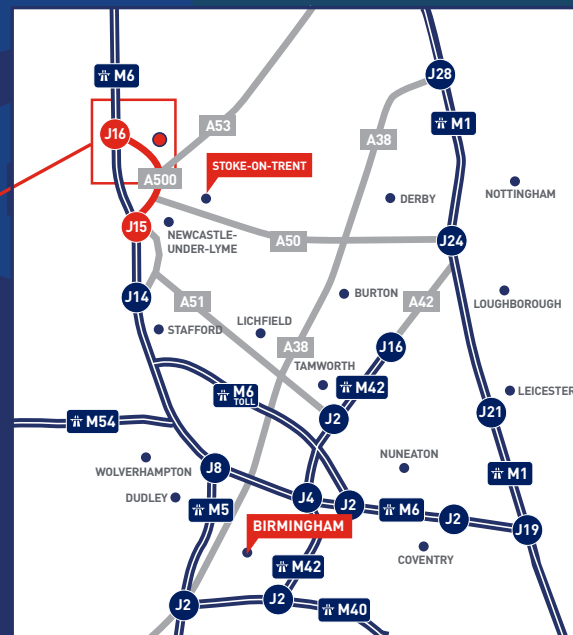 M6
J28
J16
A53
M1
A38
STOKE-ON-TRENT
A500
NOTTINGHAM
DERBY
J15
NEWCASTLE-
UNDER-LYME
A50
J24
J14
A51
BURTON
A42
LOUGHBOROUGH
STAFFORD
LICHFIELD
A38
J16
TAMWORTH
M6
TOLL
M42
LEICESTER
J2
J21
M54
WOLVERHAMPTON
J8
NUNEATON
M1
DUDLEY
J4
J2
M5
M6
J2
BIRMINGHAM
J19
COVENTRY
M42
J2
J2
M40